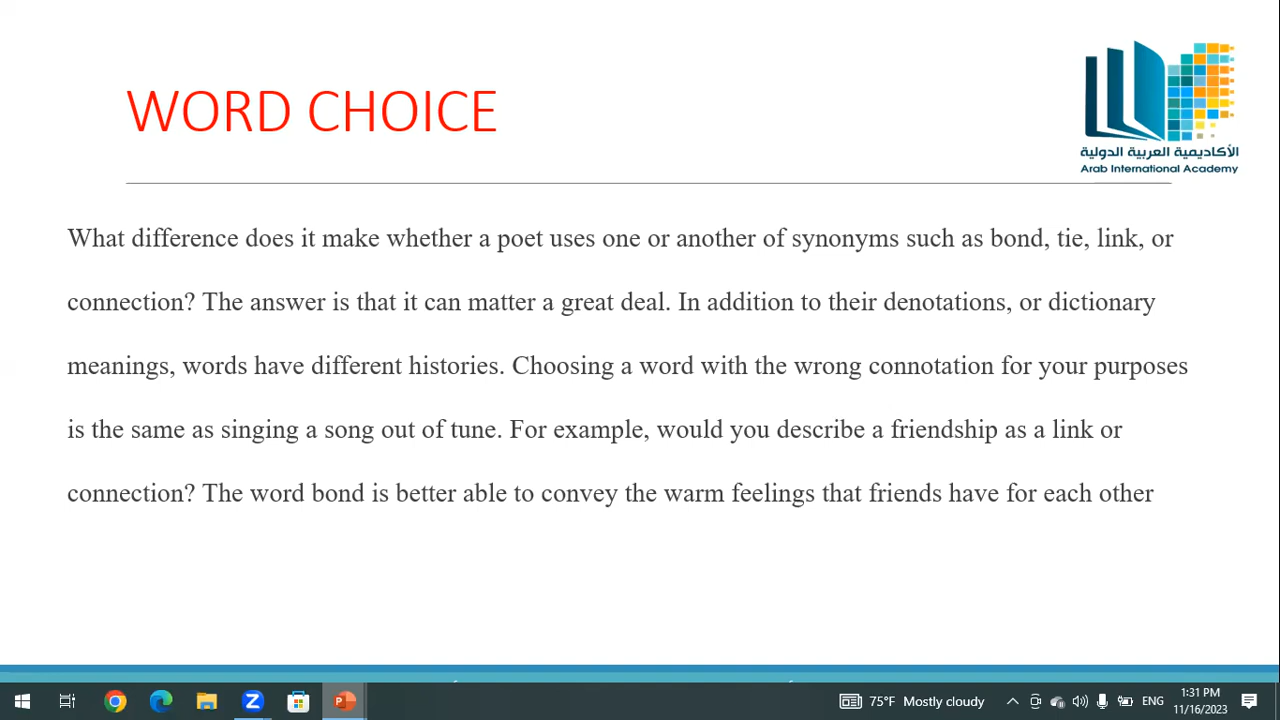 WORD CHOICE
الأكاديمية العربية الدولية
Arab International Academy
What difference does it make whether a poet uses one or another of synonyms such as bond, tie, link, or
connection? The answer is that it can matter a great deal. In addition to their denotations, or dictionary
meanings, words have different histories. Choosing a word with the wrong connotation for your purposes
is the same as singing a song out of tune. For example, would you describe a friendship as a link or
connection? The word bond is better able to convey the warm feelings that friends have for each other
75°F Mostly cloudy
ENG
1:31 PM
11/16/2023